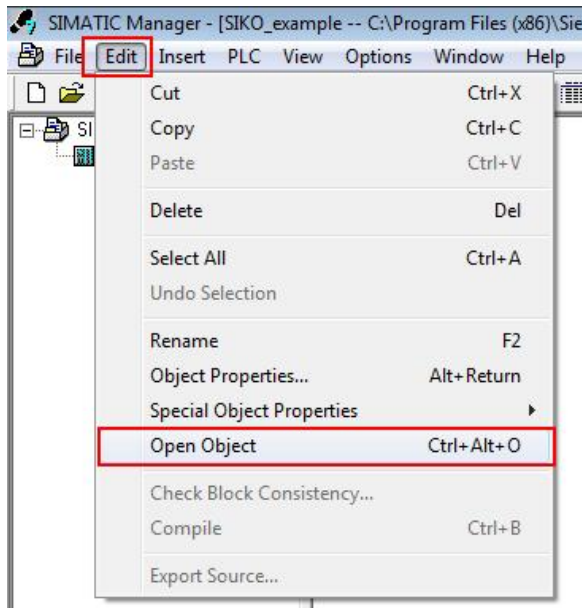 SIMATIC Manager - [SIKO_example -- C:\Program Files (x86)\Sie
File Edit Insert PLC View Options Window Help
SI
Cut Ctrl+X
Copy Ctrl+C
Paste Ctrl+V
Delete Del
Select All Ctrl+A
Undo Selection
Rename F2
Object Properties... Alt+Return
Special Object Properties
Open Object Ctrl+Alt+O
Check Block Consistency...
Compile Ctrl+B
Export Source...